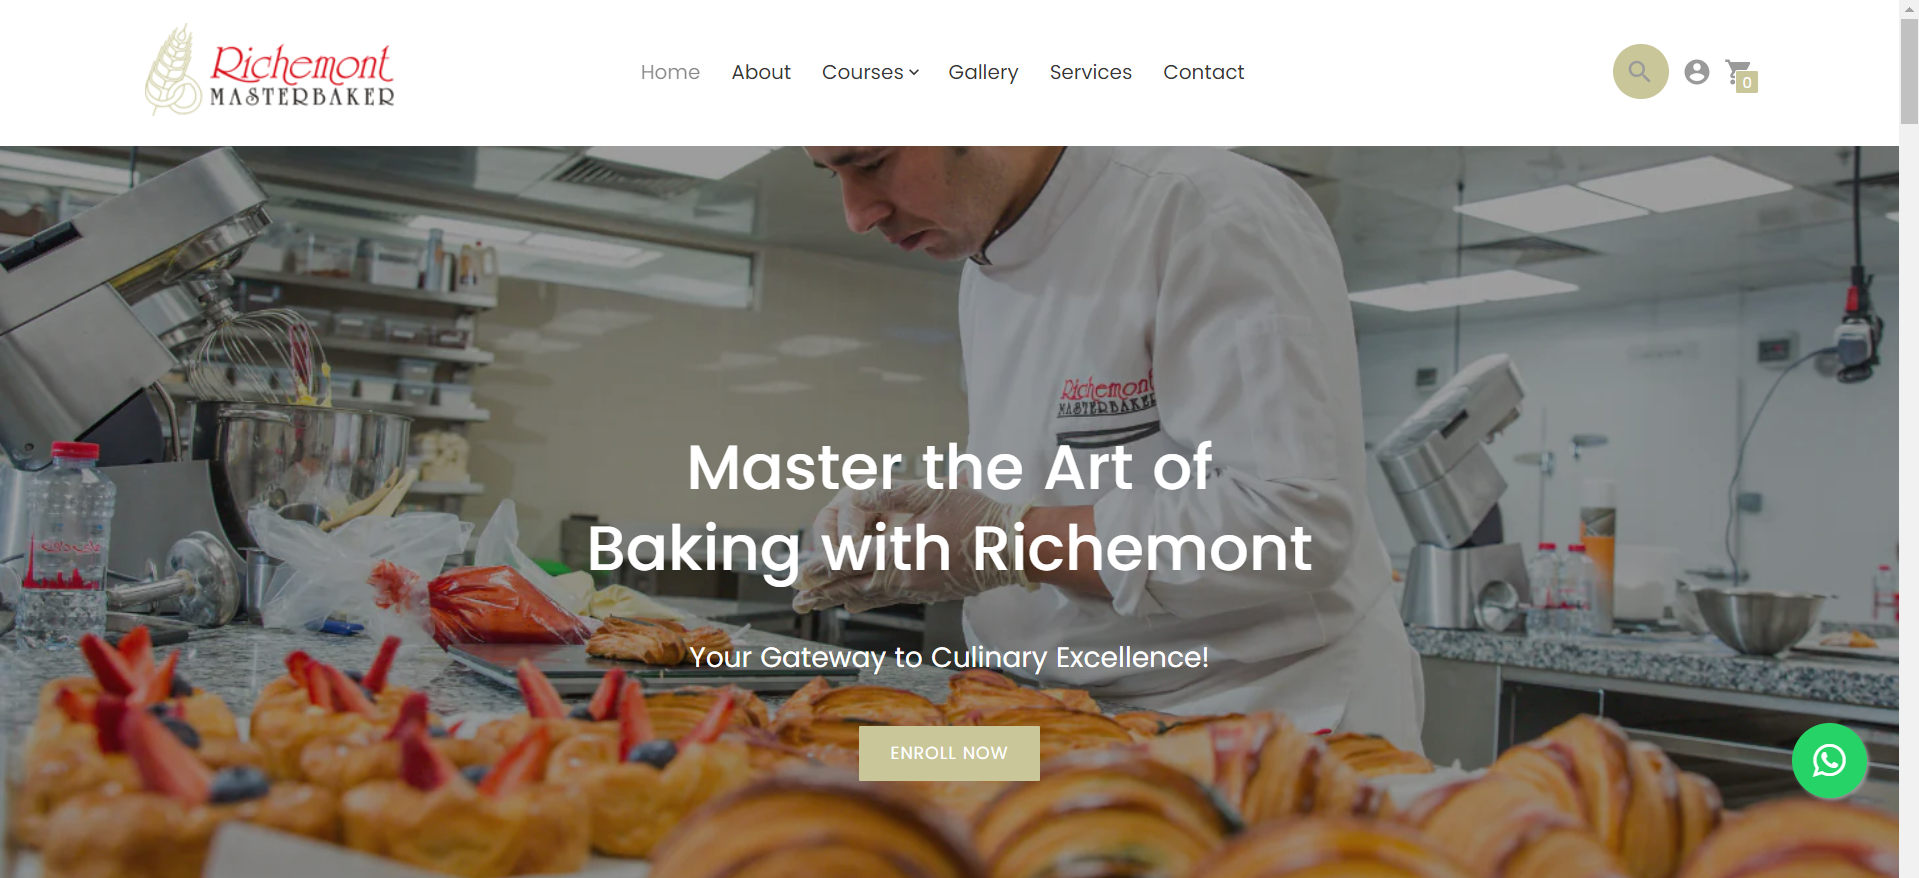 Richemont
MASTERBAKER
Home
About
Courses
Gallery
Services
Contact
0
Richemont
MASTERBAKER
Master the Art of
Baking with Richemont
Your Gateway to Culinary Excellence!
ENROLL NOW